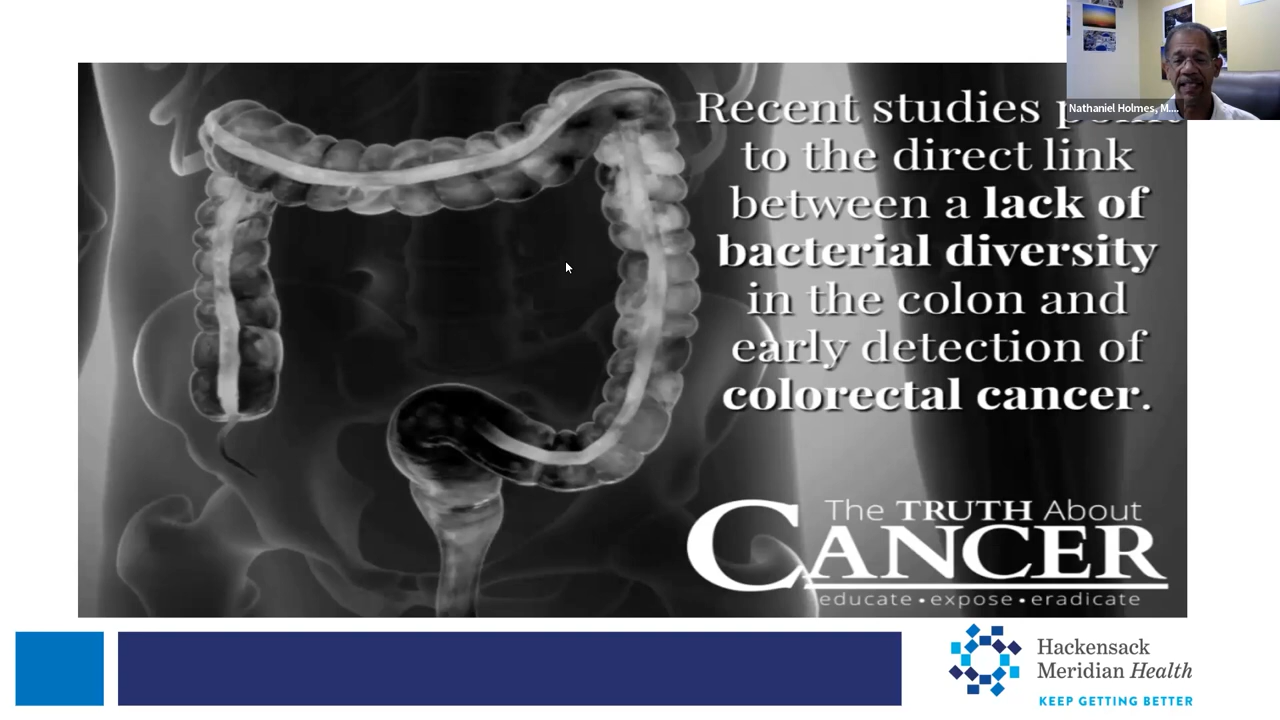 Nathaniel Holmes, M....
Recent studies
to the direct link
between a lack of
bacterial diversity
in the colon and
early detection of
colorectal cancer.
The TRUTH About
CANCER
educate • expose • eradicate
Hackensack
Meridian Health
KEEP GETTING BETTER